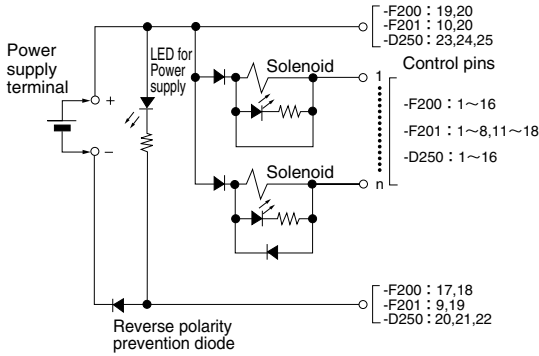 -F200：19,20
-F201：10,20
-D250：23,24,25
Power
supply
terminal
LED for
Power
supply
Solenoid
Control pins
+
1
-F200：1～16
-F201：1～8,11～18
-D250：1～16
−
Solenoid
n
-F200：17,18
-F201：9,19
-D250：20,21,22
Reverse polarity
prevention diode